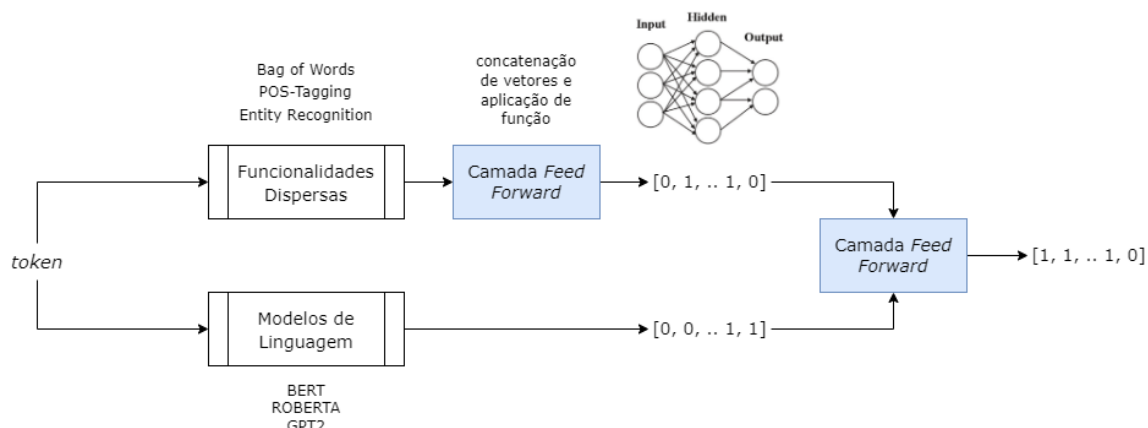 Input
Hidden
Output
Bag of Words
POS-Tagging
Entity Recognition
concatenação
de vetores e
aplicação de
função
Funcionalidades
Dispersas
Camada Feed
Forward
[0, 1, .. 1, 0]
token
Camada Feed
Forward
[1, 1, .. 1, 0]
Modelos de
Linguagem
[0, 0, .. 1, 1]
BERT
ROBERTA
GPT2